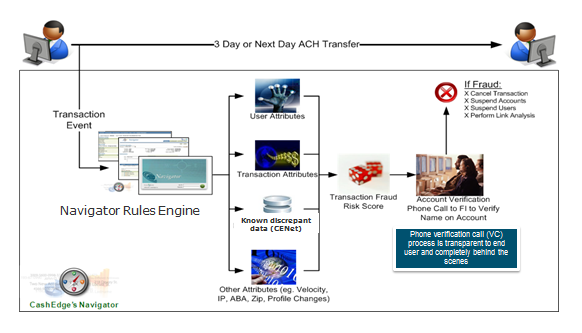 3 Day or Next Day ACH Transfer
If Fraud:
X Cancel Transaction
X Suspend Accounts
X Suspend Users
X Perform Link Analysis
Transaction
Event
User Attributes
Navigator
Navigator Rules Engine
Transaction Attributes
Known discrepant
data (CENet)
Other Attributes (eg. Velocity,
IP, ABA, Zip, Profile Changes)
Transaction Fraud
Risk Score
Account Verification
Phone Call to FI to Verify
Name on Account
Phone verification call (VC)
process is transparent to end
user and completely behind the
scenes
CashEdge's Navigator